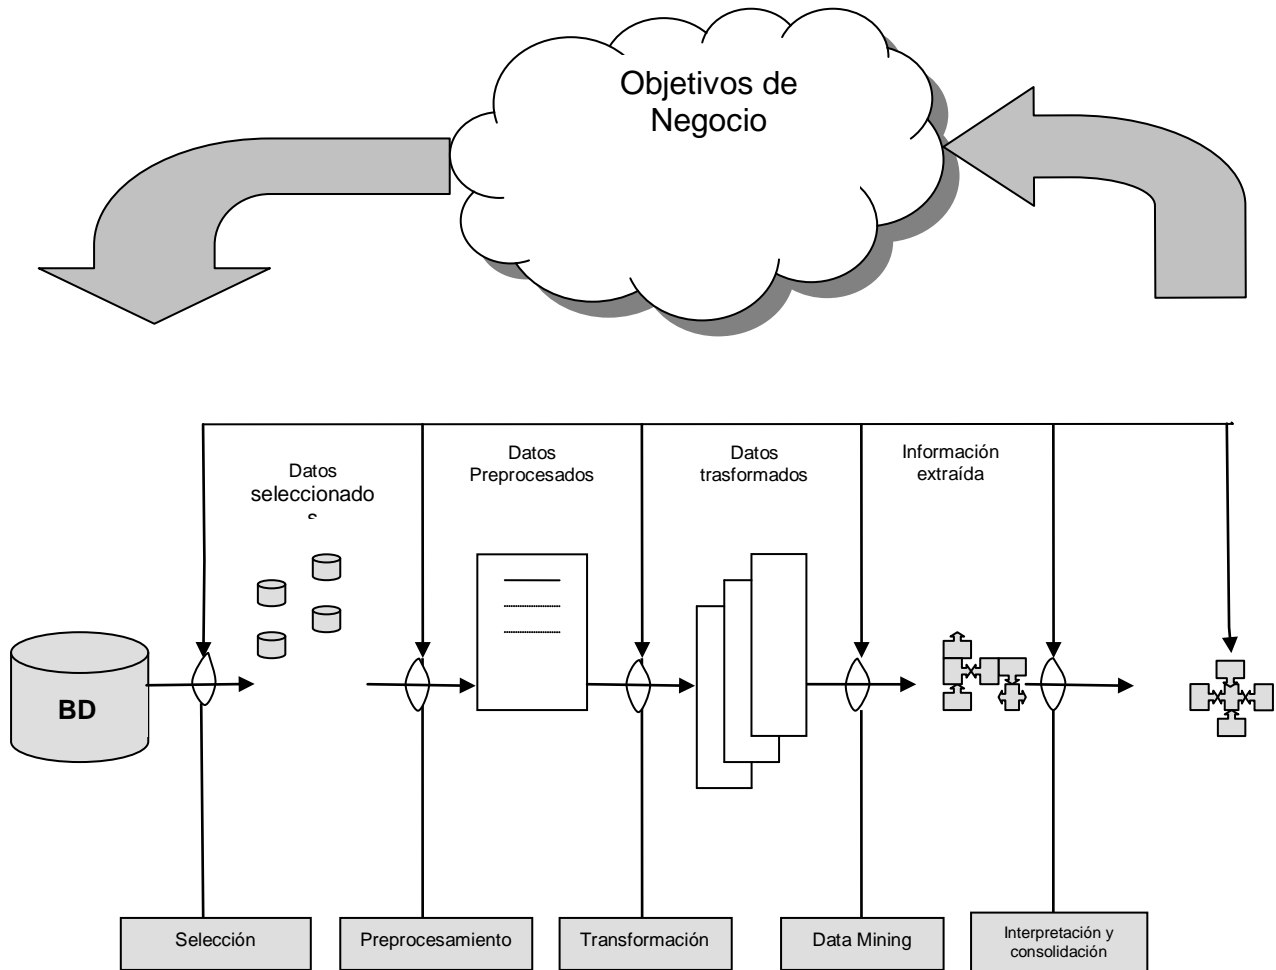 Objetivos de
Negocio
Datos
seleccionado
s
Datos
Preprocesados
Datos
trasformados
Información
extraída
BD
Selección
Preprocesamiento
Transformación
Data Mining
Interpretación y
consolidación